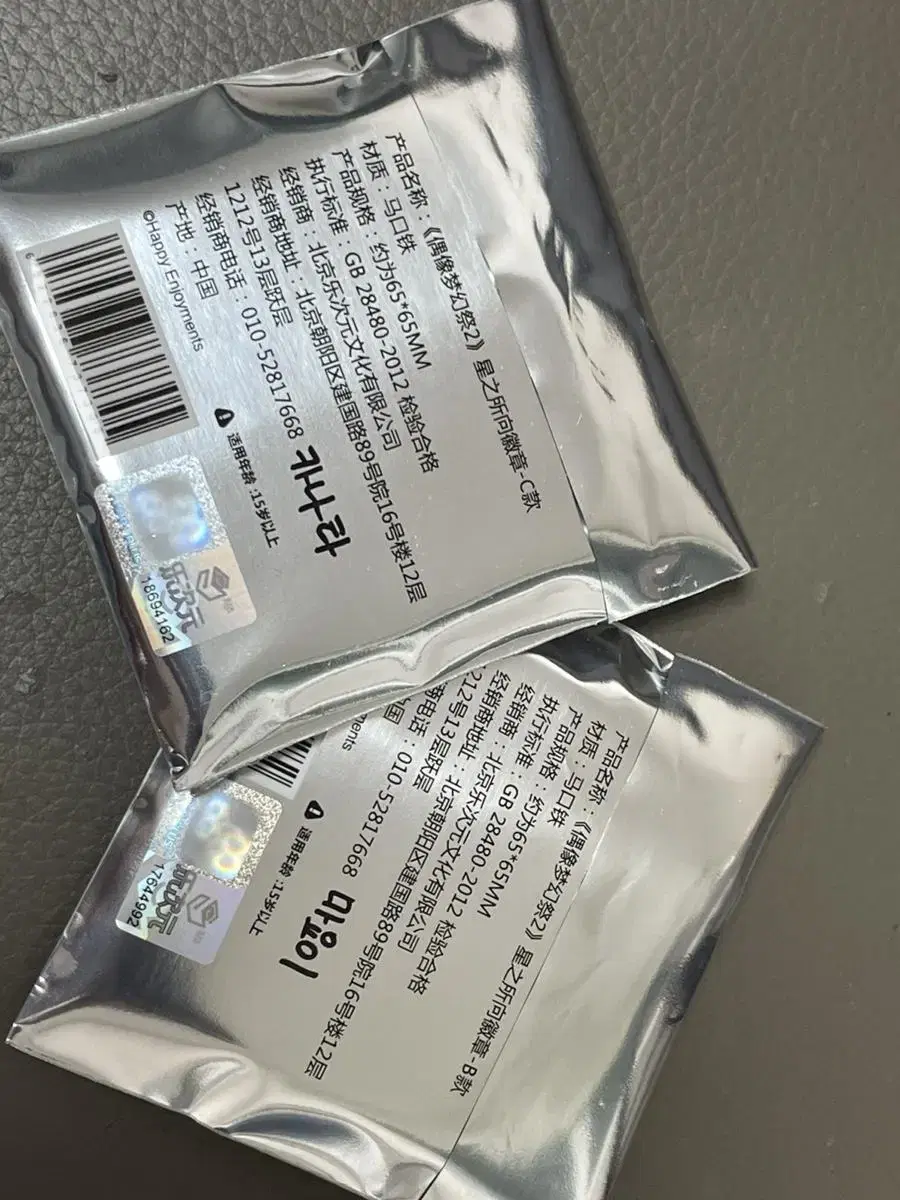 产品名称：《偶像梦幻祭2》星之所向徽章-C款
材质：马口铁
产品规格：约为65*65MM
执行标准：GB 28480-2012 检验合格
经销商：北京乐次元文化有限公司
经销商地址：北京朝阳区建国路89号院16号楼12层
1212号13层跃层
经销商电话：010-52817668
产地：中国
©Happy Enjoyments
适用年龄:15岁以上
라카
乐次元
18694162
产品名称：《偶像梦幻祭2》星之所向徽章-B款
材质：马口铁
产品规格：约为65*65MM
执行标准：GB 28480-2012 检验合格
经销商：北京乐次元文化有限公司
经销商地址：北京朝阳区建国路89号院16号楼12层
212号13层跃层
商电话：010-52817668
国
ments
适用年龄:15岁以上
마욤이
乐次元
17644992